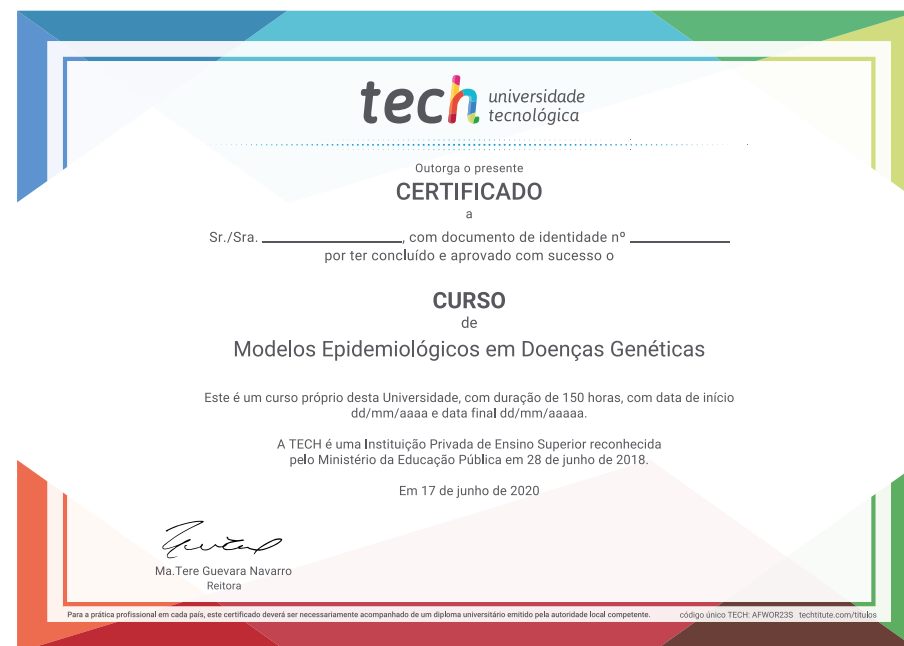 tech universidade
tecnológica
Outorga o presente
CERTIFICADO
a
Sr./Sra. ____________, com documento de identidade nº ____________
por ter concluído e aprovado com sucesso o
CURSO
de
Modelos Epidemiológicos em Doenças Genéticas
Este é um curso próprio desta Universidade, com duração de 150 horas, com data de início
dd/mm/aaaa e data final dd/mm/aaaaa.
A TECH é uma Instituição Privada de Ensino Superior reconhecida
pelo Ministério da Educação Pública em 28 de junho de 2018.
Em 17 de junho de 2020
Ma.Tere Guevara Navarro
Reitora
Para a prática profissional em cada país, este certificado deverá ser necessariamente acompanhado de um diploma universitário emitido pela autoridade local competente. código único TECH: AFWOR23S techtitute.com/titulos